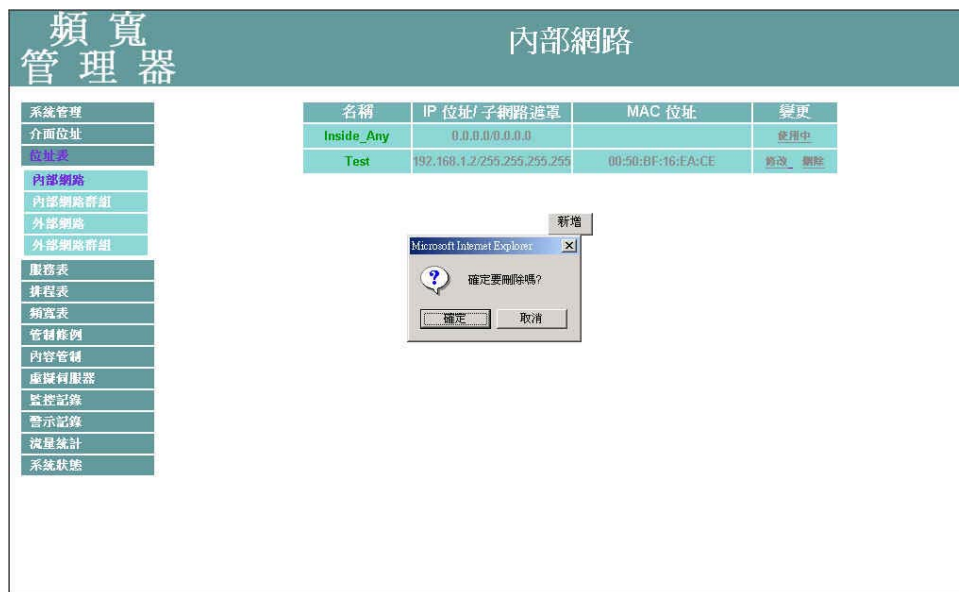 頻寬
管理器
內部網路
系統管理
介面位址
位址表
內部網路
內部網路群組
外部網路
外部網路群組
服務表
排程表
頻寬表
管制條例
內容管制
虛擬伺服器
監控記錄
警示記錄
流量統計
系統狀態
名稱 IP 位址/ 子網路遮罩 MAC 位址 變更
Inside_Any 0.0.0.0/0.0.0.0 使用中
Test 192.168.1.2/255.255.255.255 00:50:BF:16:EA:CE 修改 刪除
新增
Microsoft Internet Explorer
確定要刪除嗎?
確定 取消